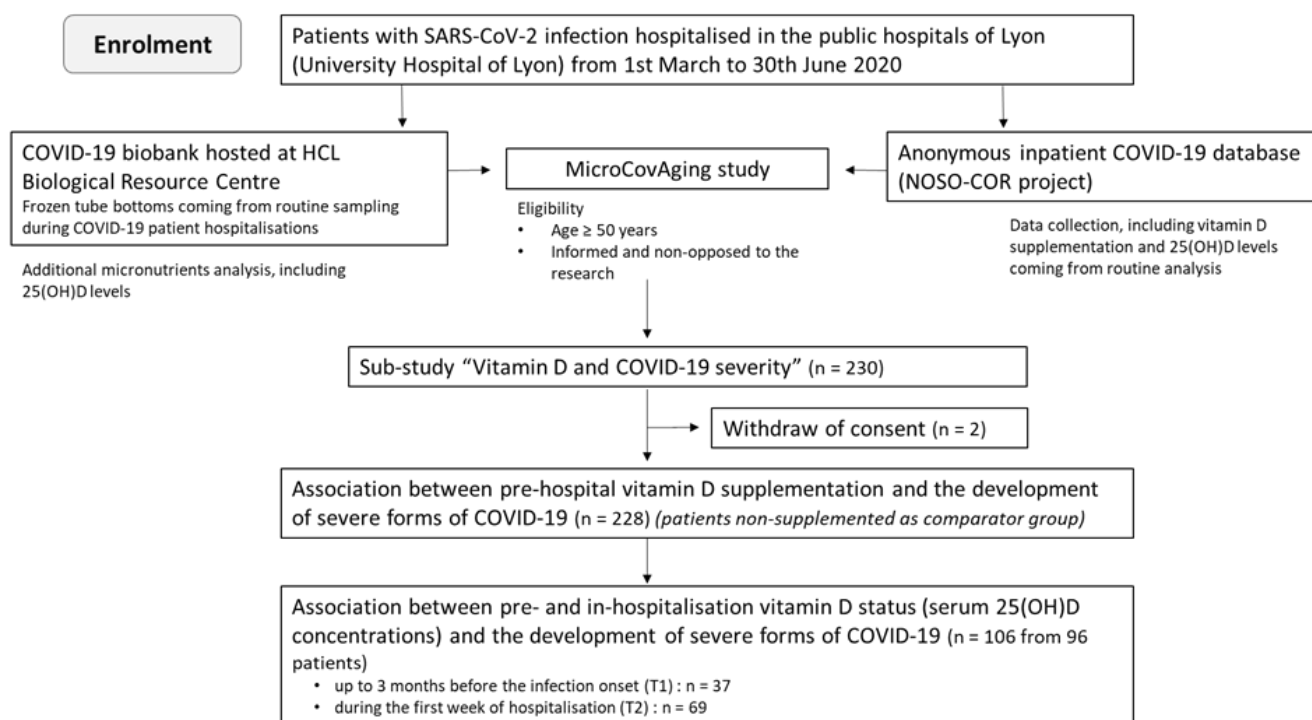 Enrolment
Patients with SARS-CoV-2 infection hospitalised in the public hospitals of Lyon
(University Hospital of Lyon) from 1st March to 30th June 2020
COVID-19 biobank hosted at HCL
Biological Resource Centre
Frozen tube bottoms coming from routine sampling
during COVID-19 patient hospitalisations
Additional micronutrients analysis, including
25(OH)D levels
MicroCovAging study
Eligibility
• Age ≥ 50 years
• Informed and non-opposed to the
research
Anonymous inpatient COVID-19 database
(NOSO-COR project)
Data collection, including vitamin D
supplementation and 25(OH)D levels
coming from routine analysis
Sub-study “Vitamin D and COVID-19 severity” (n = 230)
Withdraw of consent (n = 2)
Association between pre-hospital vitamin D supplementation and the development
of severe forms of COVID-19 (n = 228) (patients non-supplemented as comparator group)
Association between pre- and in-hospitalisation vitamin D status (serum 25(OH)D
concentrations) and the development of severe forms of COVID-19 (n = 106 from 96
patients)
• up to 3 months before the infection onset (T1) : n = 37
• during the first week of hospitalisation (T2) : n = 69